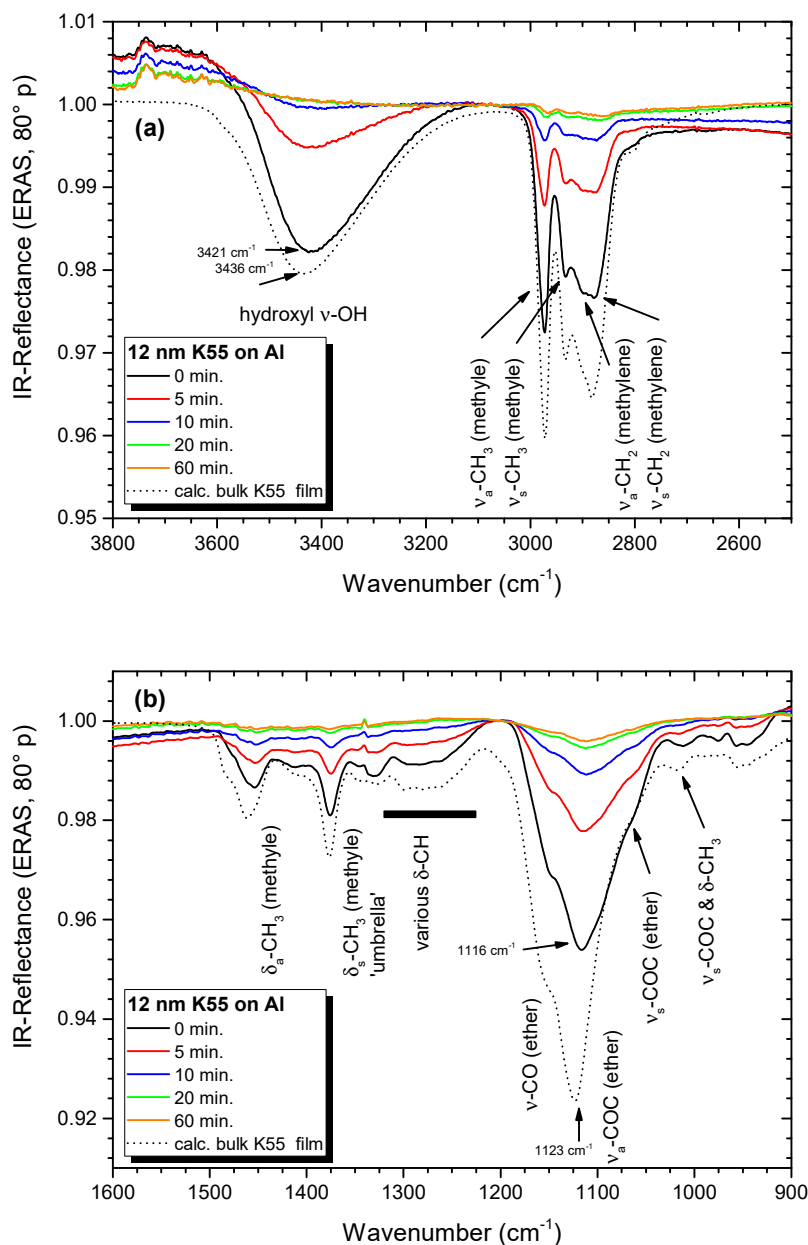 1.01
1.00
0.99
0.98
0.97
0.96
0.95
IR-Reflectance (ERAS, 80° p)
(a)
3421 cm⁻¹
3436 cm⁻¹
hydroxyl ν-OH
12 nm K55 on Al
0 min.
5 min.
10 min.
20 min.
60 min.
calc. bulk K55 film
νₐ-CH₃ (methyle)
νₛ-CH₃ (methyle)
νₐ-CH₂ (methylene)
νₛ-CH₂ (methylene)
3800 3600 3400 3200 3000 2800 2600
Wavenumber (cm⁻¹)
(b)
1.00
0.98
0.96
0.94
0.92
IR-Reflectance (ERAS, 80° p)
δₐ-CH₃ (methyle)
δₛ-CH₃ (methyle)
'umbrella'
various δ-CH
1116 cm⁻¹
ν-CO (ether)
νₐ-COC (ether)
νₛ-COC (ether)
νₛ-COC & δ-CH₃
1123 cm⁻¹
12 nm K55 on Al
0 min.
5 min.
10 min.
20 min.
60 min.
calc. bulk K55 film
1600 1500 1400 1300 1200 1100 1000 900
Wavenumber (cm⁻¹)